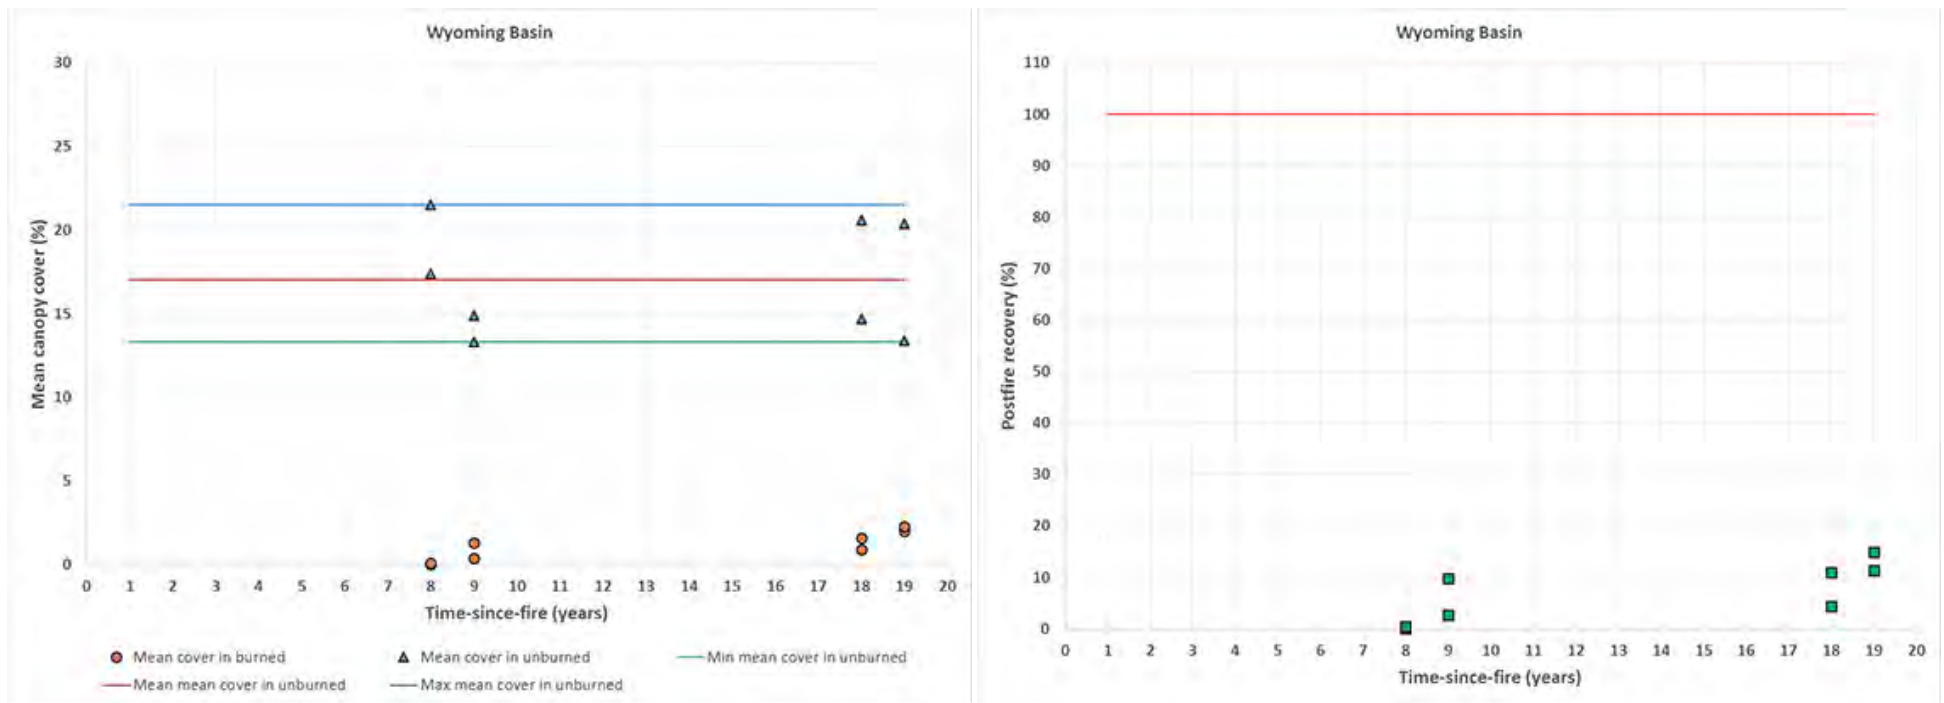 Wyoming Basin
30
25
20
15
10
5
0
Mean canopy cover (%)
0 1 2 3 4 5 6 7 8 9 10 11 12 13 14 15 16 17 18 19 20
Time-since-fire (years)
Mean cover in burned
Mean cover in unburned
Min mean cover in unburned
Mean mean cover in unburned
Max mean cover in unburned
Wyoming Basin
110
100
90
80
70
60
50
40
30
20
10
0
Postfire recovery (%)
0 1 2 3 4 5 6 7 8 9 10 11 12 13 14 15 16 17 18 19 20
Time-since-fire (years)